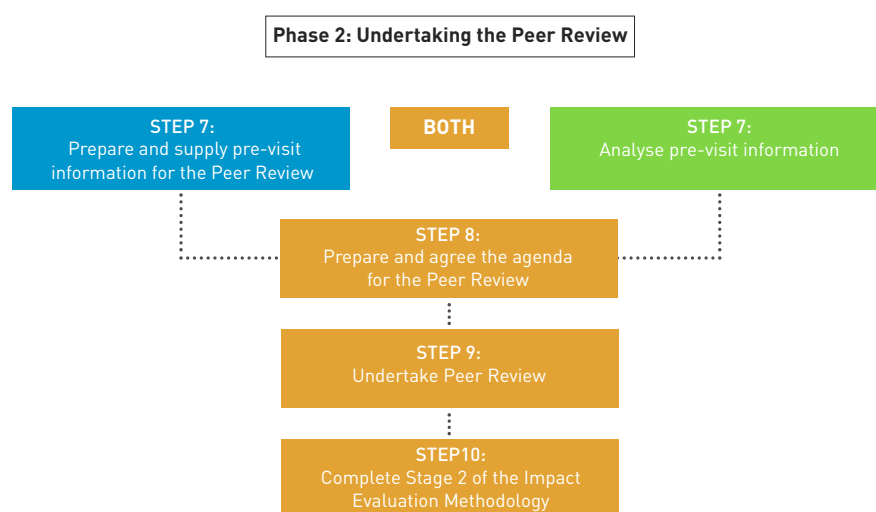 Phase 2: Undertaking the Peer Review
STEP 7:
Prepare and supply pre-visit
information for the Peer Review
BOTH
STEP 7:
Analyse pre-visit information
STEP 8:
Prepare and agree the agenda
for the Peer Review
STEP 9:
Undertake Peer Review
STEP10:
Complete Stage 2 of the Impact
Evaluation Methodology